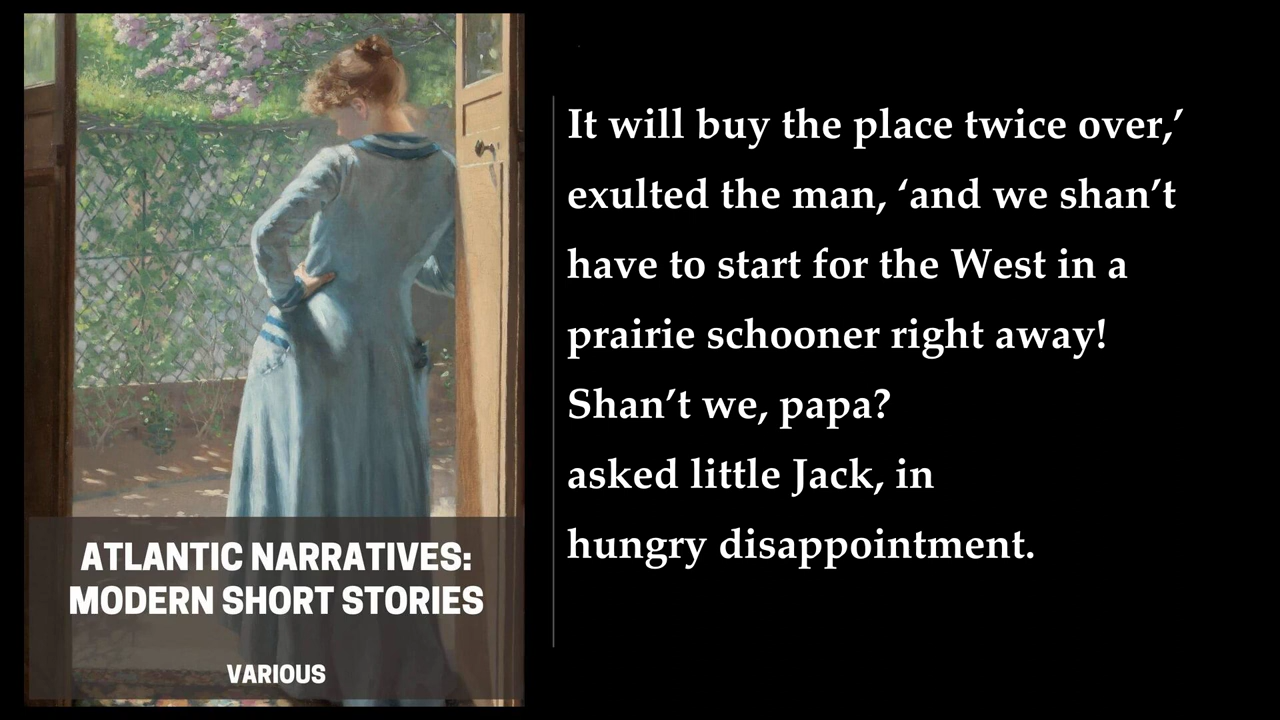 It will buy the place twice over,’
exulted the man, ‘and we shan’t
have to start for the West in a
prairie schooner right away!
Shan’t we, papa?
asked little Jack, in
hungry disappointment.
ATLANTIC NARRATIVES:
MODERN SHORT STORIES
VARIOUS